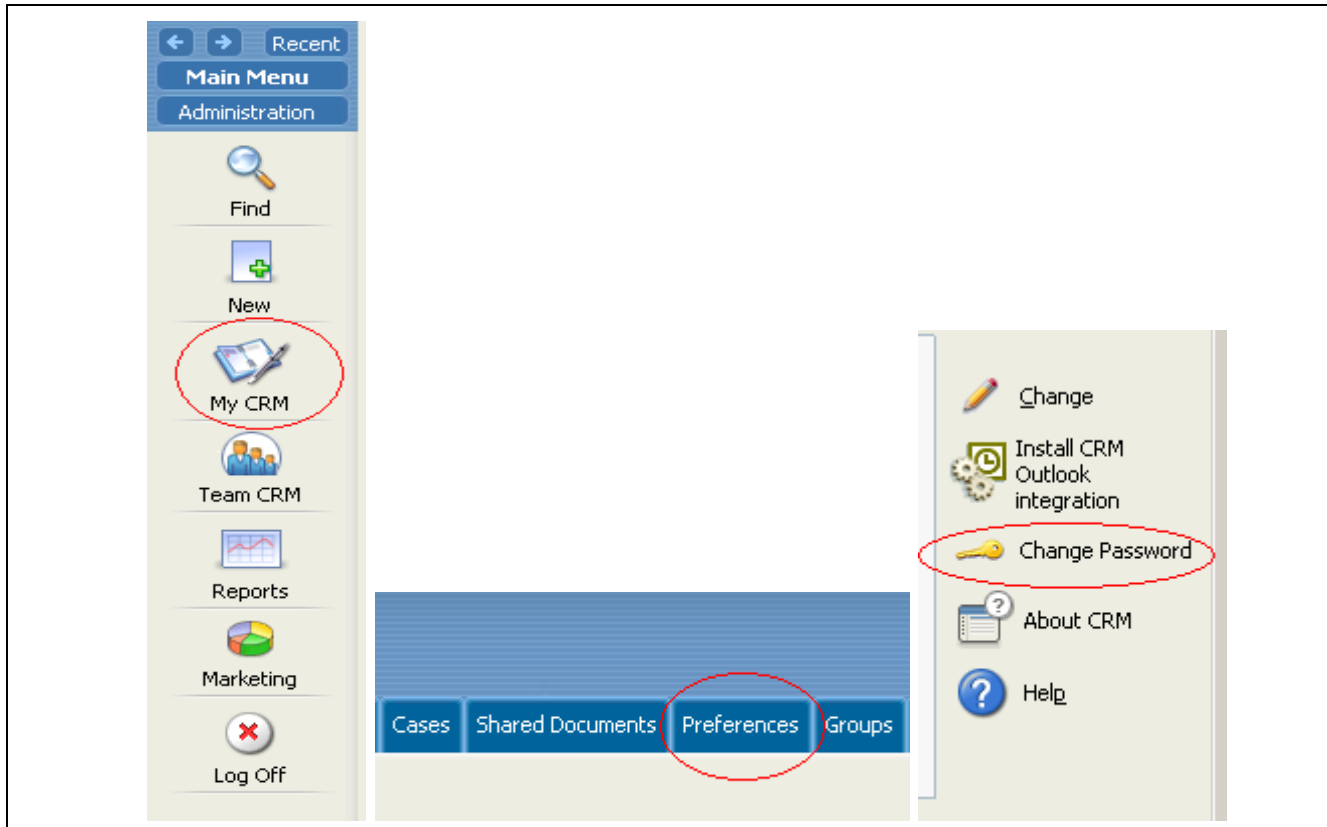 Recent
Main Menu
Administration
Find
New
My CRM
Team CRM
Reports
Marketing
Log Off
Cases Shared Documents Preferences Groups
Change
Install CRM
Outlook
integration
Change Password
About CRM
Help